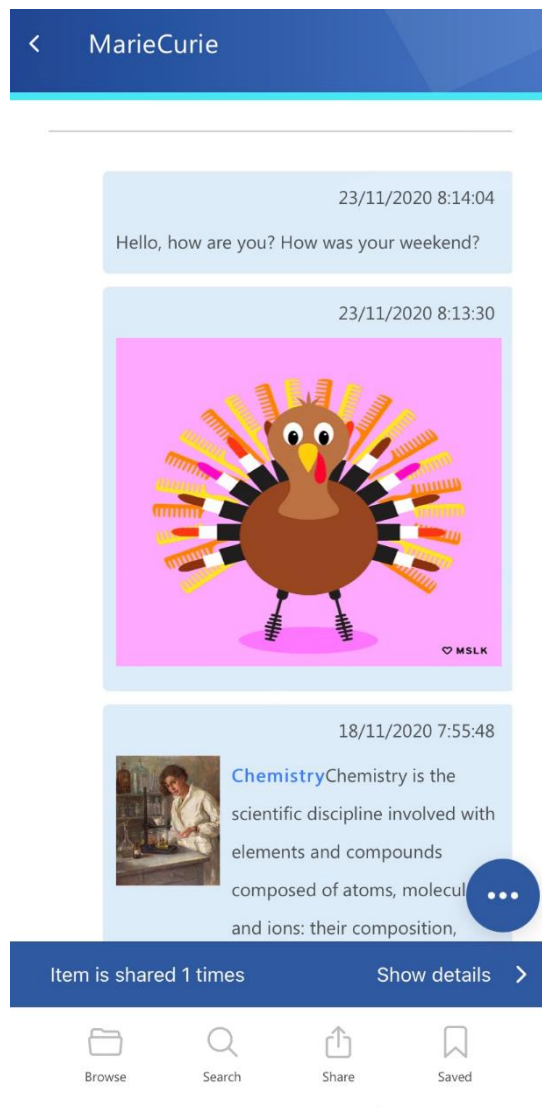 MarieCurie
23/11/2020 8:14:04
Hello, how are you? How was your weekend?
23/11/2020 8:13:30
MSLK
18/11/2020 7:55:48
ChemistryChemistry is the
scientific discipline involved with
elements and compounds
composed of atoms, molecul
and ions: their composition,
Item is shared 1 times
Show details
Browse
Search
Share
Saved